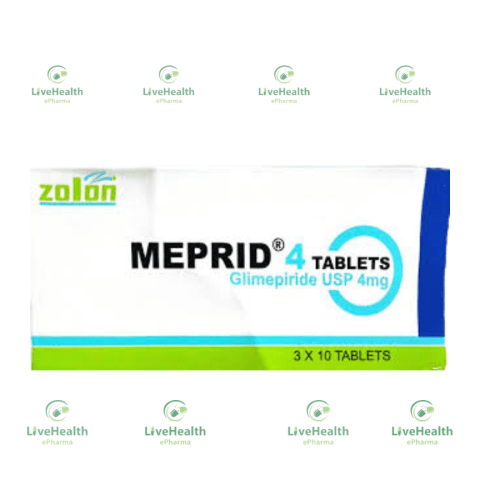 LiveHealth LiveHealth LiveHealth LiveHealth
ePharma ePharma ePharma ePharma
zolon
MEPRID® 4 TABLETS
Glimepiride USP 4mg
3 X 10 TABLETS
LiveHealth LiveHealth LiveHealth LiveHealth
ePharma ePharma ePharma ePharma